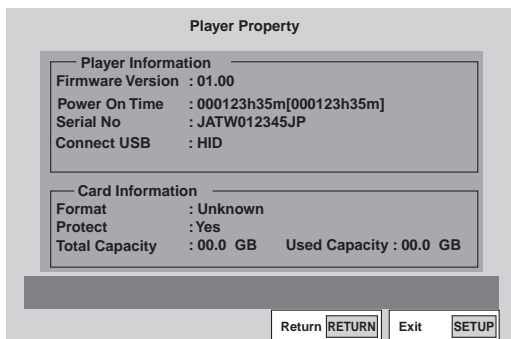 Player Property
Player Information
Firmware Version : 01.00
Power On Time : 000123h35m[000123h35m]
Serial No : JATW012345JP
Connect USB : HID
Card Information
Format : Unknown
Protect : Yes
Total Capacity : 00.0 GB Used Capacity : 00.0 GB
Return RETURN Exit SETUP